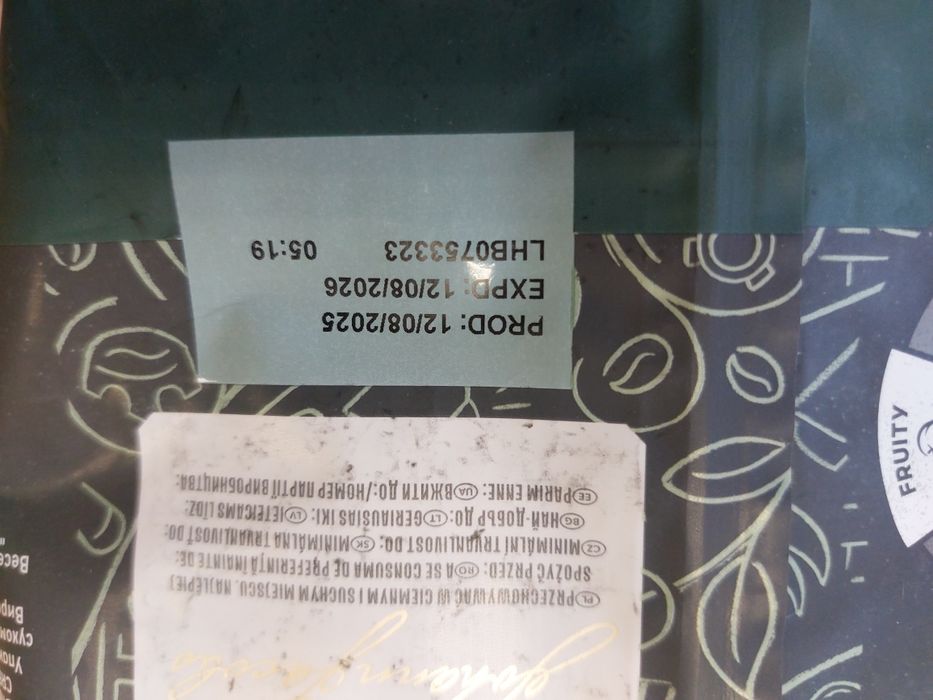 PROD: 12/08/2025
EXPD: 12/08/2026
LHB0753323 05:19
PL PRZECHOWYWAĆ W CIEMNYM I SUCHYM MIEJSCU. NAJLEPIEJ
SPOŻYĆ PRZED: RO A SE CONSUMA DE PREFERINȚĂ ÎNAINTE DE:
CZ MINIMÁLNÍ TRVANLIVOST DO: SK MINIMÁLNA TRVANLIVOSŤ DO:
BG НАЙ-ДОБЪР ДО: LT GERIAUSIAS IKI: LV IETEICAMS LĪDZ:
EE PARIM ENNE: UA ВЖИТИ ДО:/НОМЕР ПАРТІЇ ВИРОБНИЦТВА:
FRUITY